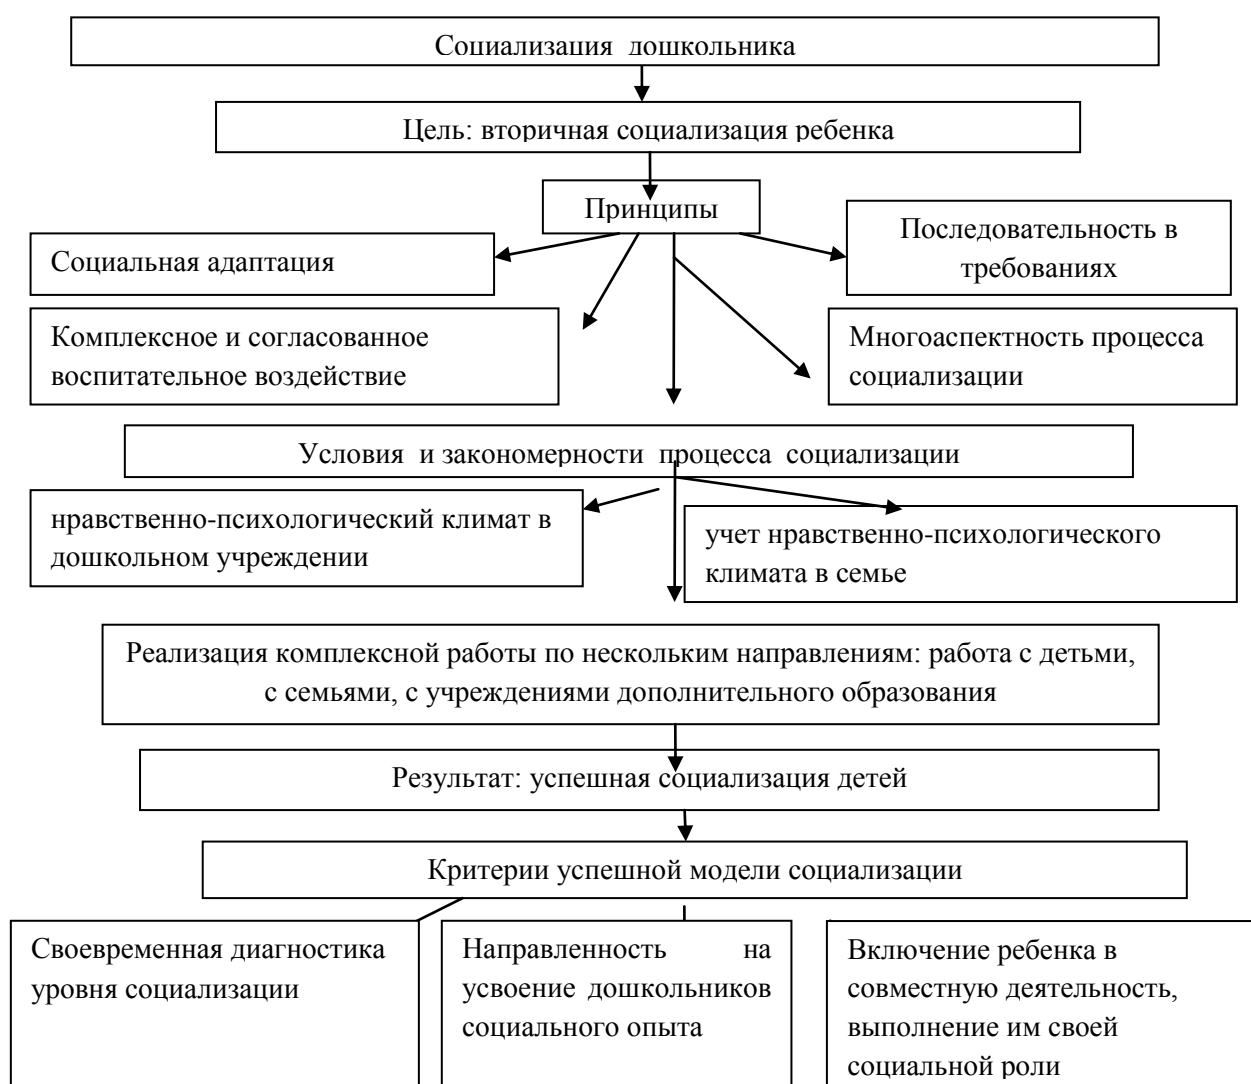 Социализация дошкольника
Цель: вторичная социализация ребенка
Принципы
Последовательность в
требованиях
Социальная адаптация
Комплексное и согласованное
воспитательное воздействие
Многоаспектность процесса
социализации
Условия и закономерности процесса социализации
нравственно-психологический климат в
дошкольном учреждении
учет нравственно-психологического
климата в семье
Реализация комплексной работы по нескольким направлениям: работа с детьми,
с семьями, с учреждениями дополнительного образования
Результат: успешная социализация детей
Критерии успешной модели социализации
Своевременная диагностика
уровня социализации
Направленность на
усвоение дошкольников
социального опыта
Включение ребенка в
совместную деятельность,
выполнение им своей
социальной роли